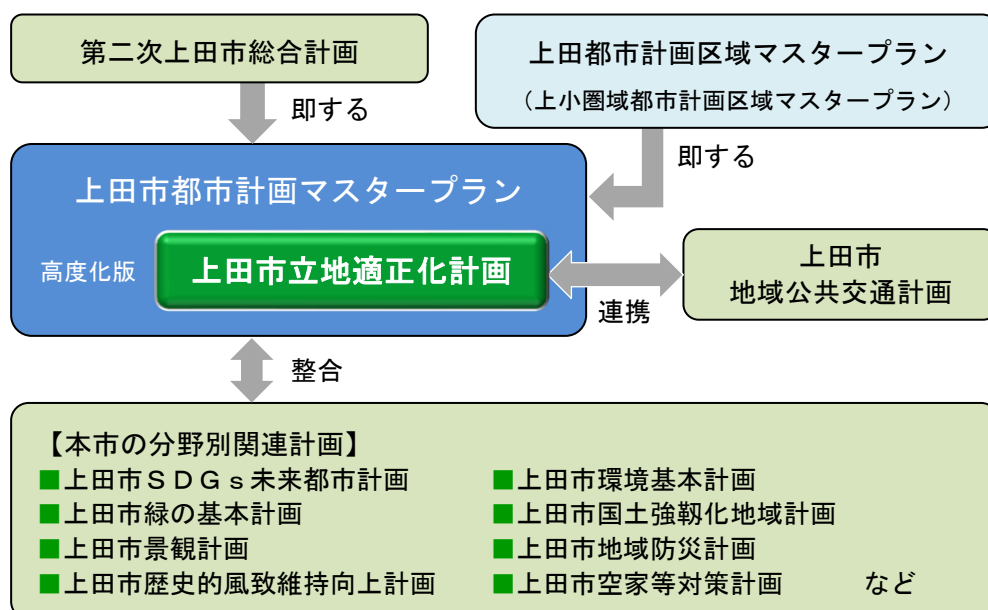 第二次上田市総合計画
上田都市計画区域マスタープラン
（上小圏域都市計画区域マスタープラン）
即する
即する
上田市都市計画マスタープラン
高度化版
上田市立地適正化計画
連携
上田市
地域公共交通計画
整合
【本市の分野別関連計画】
■上田市ＳＤＧｓ未来都市計画
■上田市緑の基本計画
■上田市景観計画
■上田市歴史的風致維持向上計画
■上田市環境基本計画
■上田市国土強靱化地域計画
■上田市地域防災計画
■上田市空家等対策計画　　など